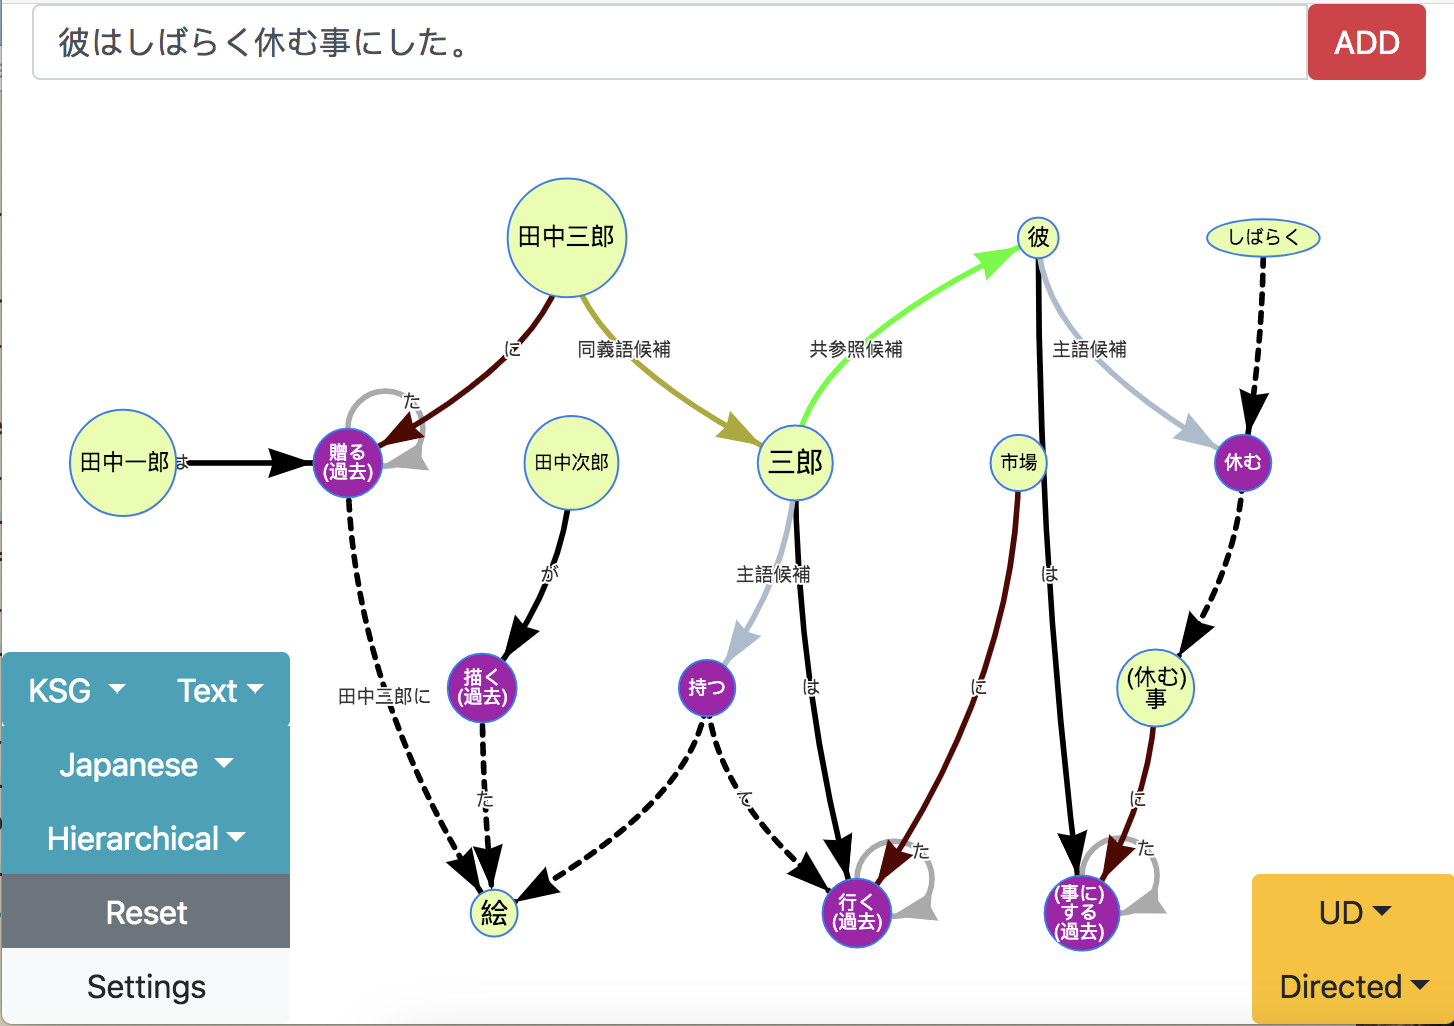 彼はしばらく休む事にした。
ADD
田中三郎
彼
しばらく
に
同義語候補
共参照候補
主語候補
た
田中一郎
は
贈る
(過去)
田中次郎
三郎
市場
休む
が
主語候補
は
描く
(過去)
持つ
は
に
(休む)
事
田中三郎に
た
て
に
た
た
絵
行く
(過去)
(事に)
する
(過去)
KSG
Text
Japanese
Hierarchical
Reset
Settings
UD
Directed